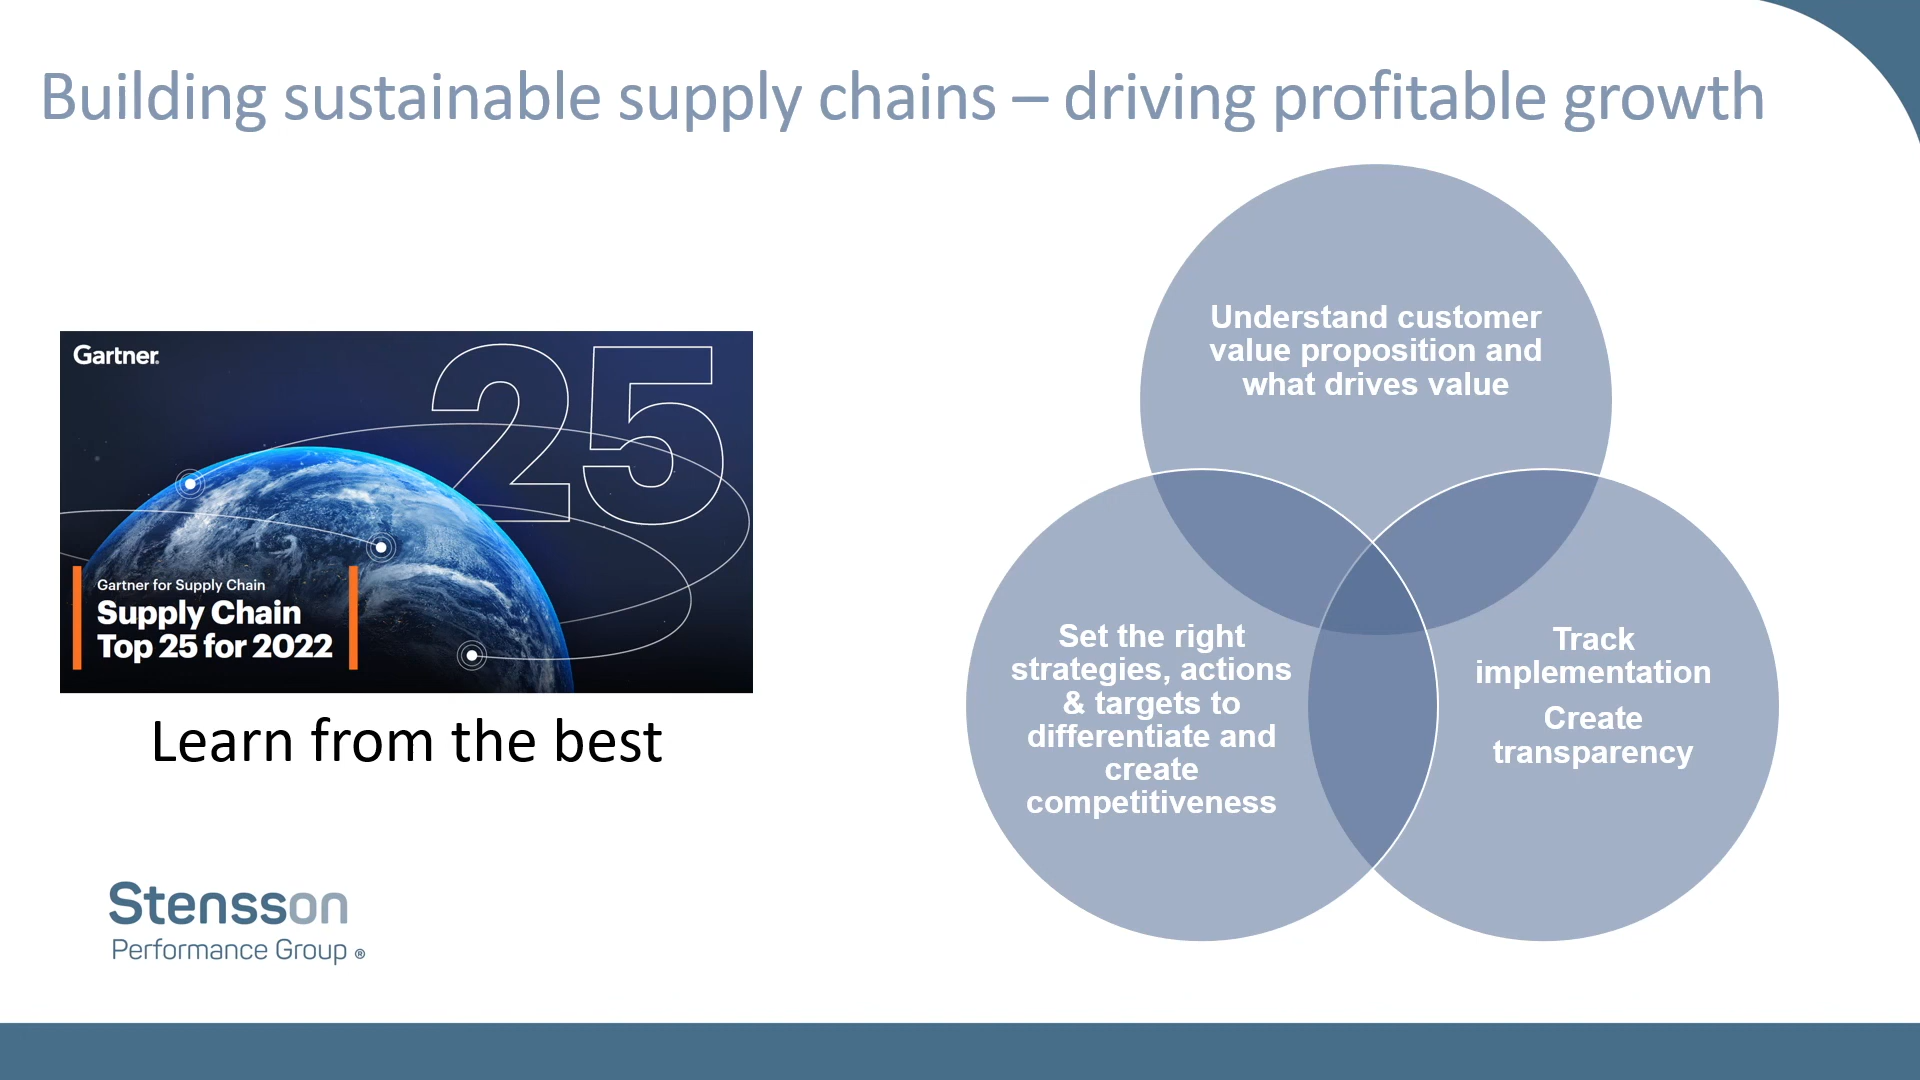 Building sustainable supply chains – driving profitable growth
Gartner®
25
Gartner for Supply Chain
Supply Chain
Top 25 for 2022
Learn from the best
Understand customer
value proposition and
what drives value
Set the right
strategies, actions
& targets to
differentiate and
create
competitiveness
Track
implementation
Create
transparency
Stensson
Performance Group ®